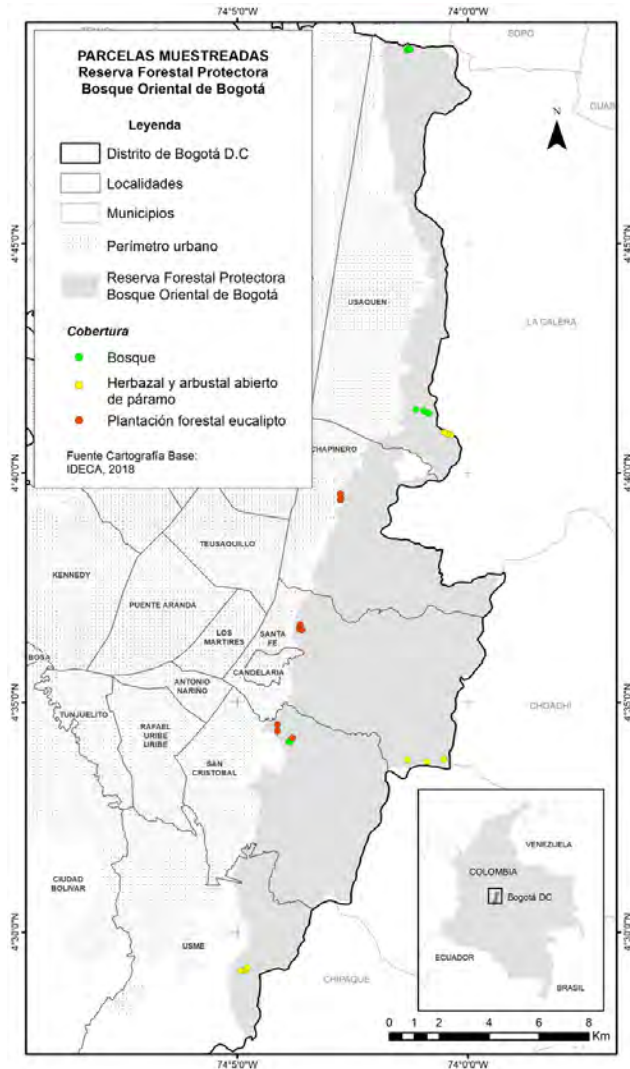 74°5'0"W
74°0'0"W
SOPO
PARCELAS MUESTREADAS
Reserva Forestal Protectora
Bosque Oriental de Bogotá
Leyenda
Distrito de Bogotá D.C
Localidades
Municipios
Perímetro urbano
Reserva Forestal Protectora
Bosque Oriental de Bogotá
Cobertura
Bosque
Herbazal y arbustal abierto
de páramo
Plantación forestal eucalipto
Fuente Cartografía Base:
IDECA, 2018
N
4°45'0"N
4°45'0"N
USAQUEN
LA CALERA
CHAPINERO
4°40'0"N
TEUSAQUILLO
KENNEDY
PUENTE ARANDA
LOS
MARTIRES
SANTA
FE
BOSA
CANDELARIA
ANTONIO
NARIÑO
4°35'0"N
CHOACHI
TUNJUELITO
RAFAEL
URIBE
URIBE
SAN
CRISTOBAL
CIUDAD
BOLIVAR
VENEZUELA
COLOMBIA
Bogotá DC
ECUADOR
BRASIL
4°30'0"N
USME
CHIPAQUE
0 1 2 4 6 8
Km
74°5'0"W
74°0'0"W